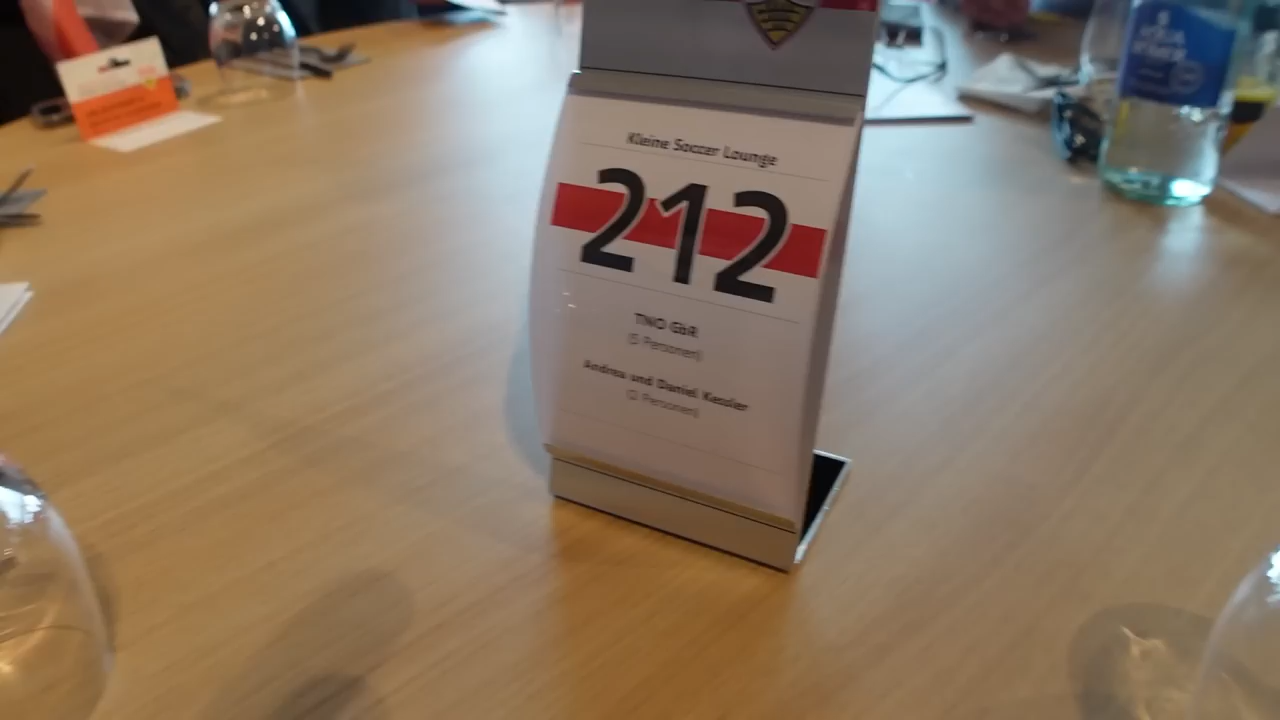 Kleine Soccer Lounge
212
TNO GbR
(5 Personen)
Andrea und Daniel Kessler
(2 Personen)